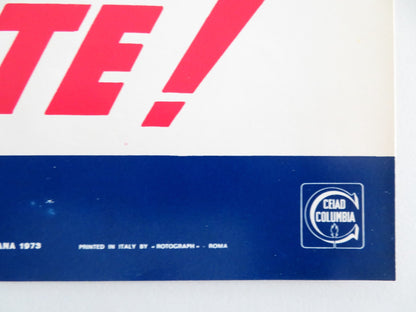 TE!
CEIAD
COLUMBIA
ANA 1973 PRINTED IN ITALY BY « ROTOGRAPH » - ROMA